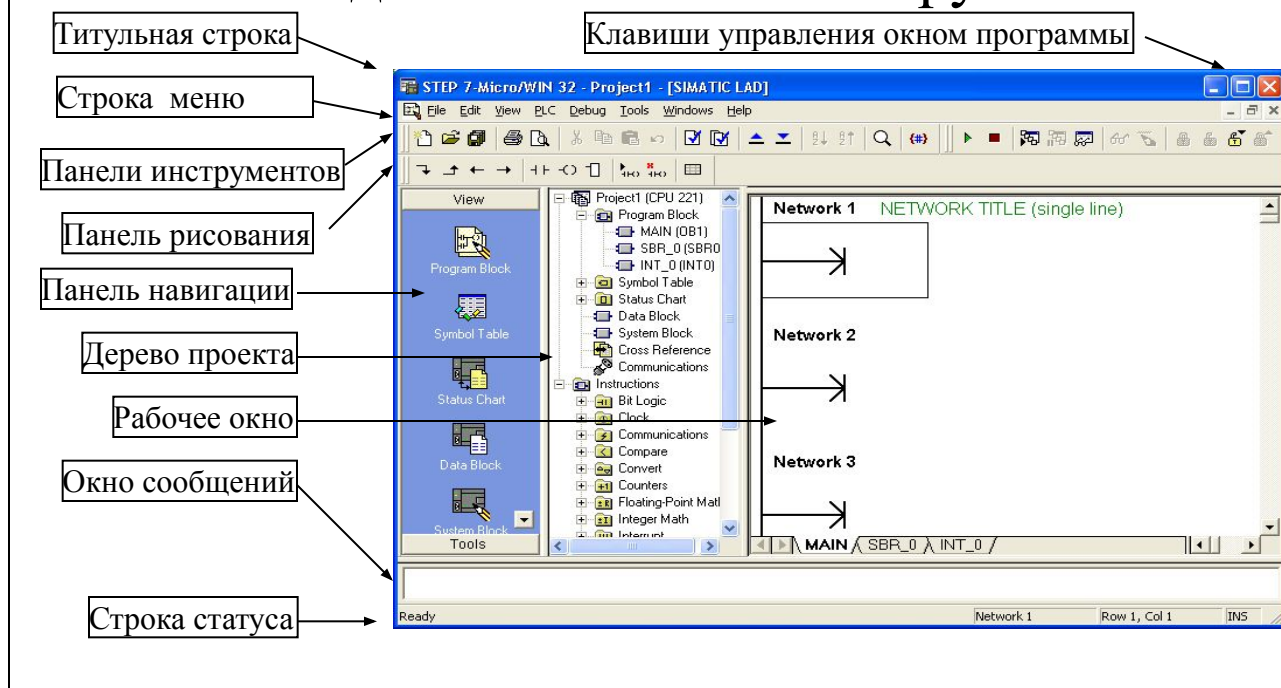 Титульная строка
Клавиши управления окном программы
Строка меню
Панели инструментов
Панель рисования
Панель навигации
Дерево проекта
Рабочее окно
Окно сообщений
Строка статуса
STEP 7-Micro/WIN 32 - Project1 - [SIMATIC LAD]
File Edit View PLC Debug Tools Windows Help
View
Program Block
Symbol Table
Status Chart
Data Block
System Block
Tools
Project1 (CPU 221)
Program Block
MAIN (OB1)
SBR_0 (SBR0
INT_0 (INT0)
Symbol Table
Status Chart
Data Block
System Block
Cross Reference
Communications
Instructions
Bit Logic
Clock
Communications
Compare
Convert
Counters
Floating-Point Mat
Integer Math
Interrupt
Network 1 NETWORK TITLE (single line)
Network 2
Network 3
MAIN SBR_0 INT_0
Ready
Network 1
Row 1, Col 1
INS